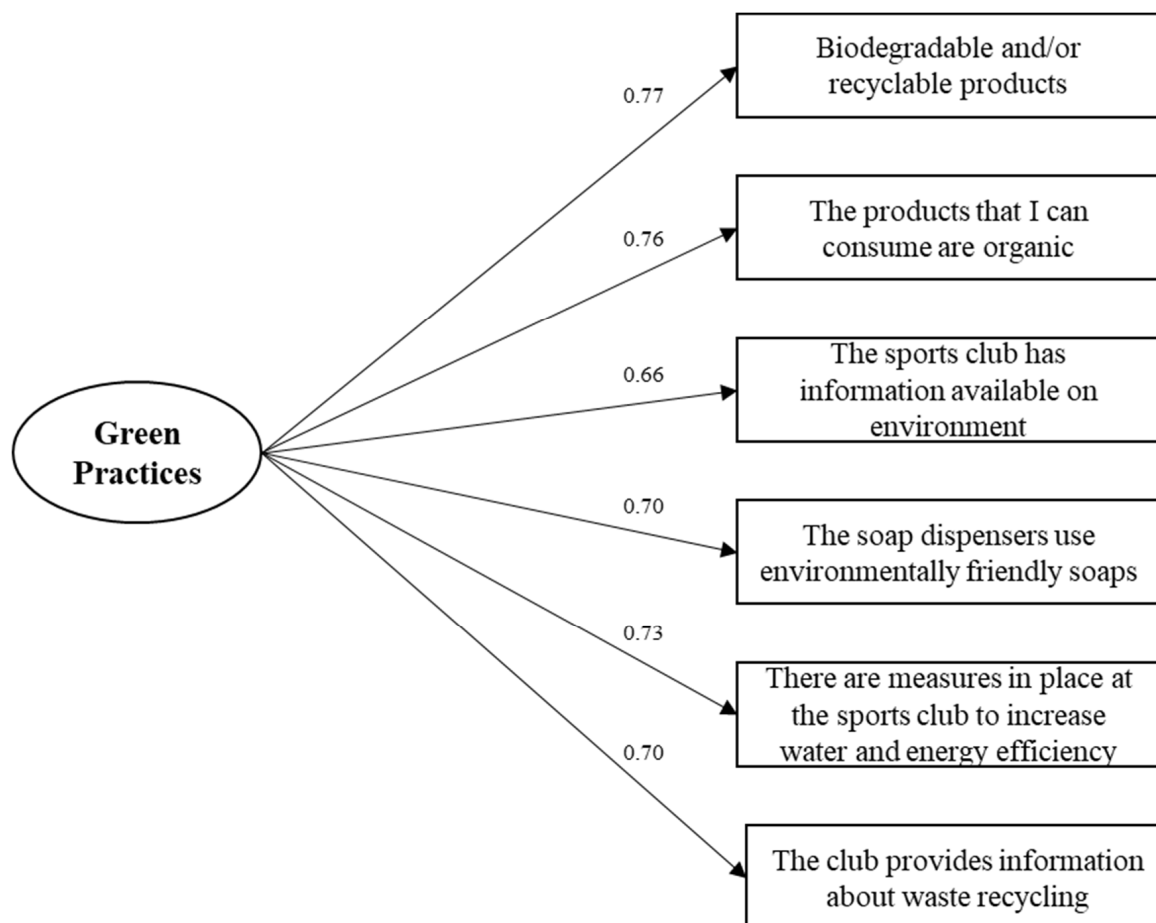 Biodegradable and/or
recyclable products
0.77
The products that I can
consume are organic
0.76
The sports club has
information available on
environment
0.66
Green
Practices
The soap dispensers use
environmentally friendly soaps
0.70
There are measures in place at
the sports club to increase
water and energy efficiency
0.73
The club provides information
about waste recycling
0.70